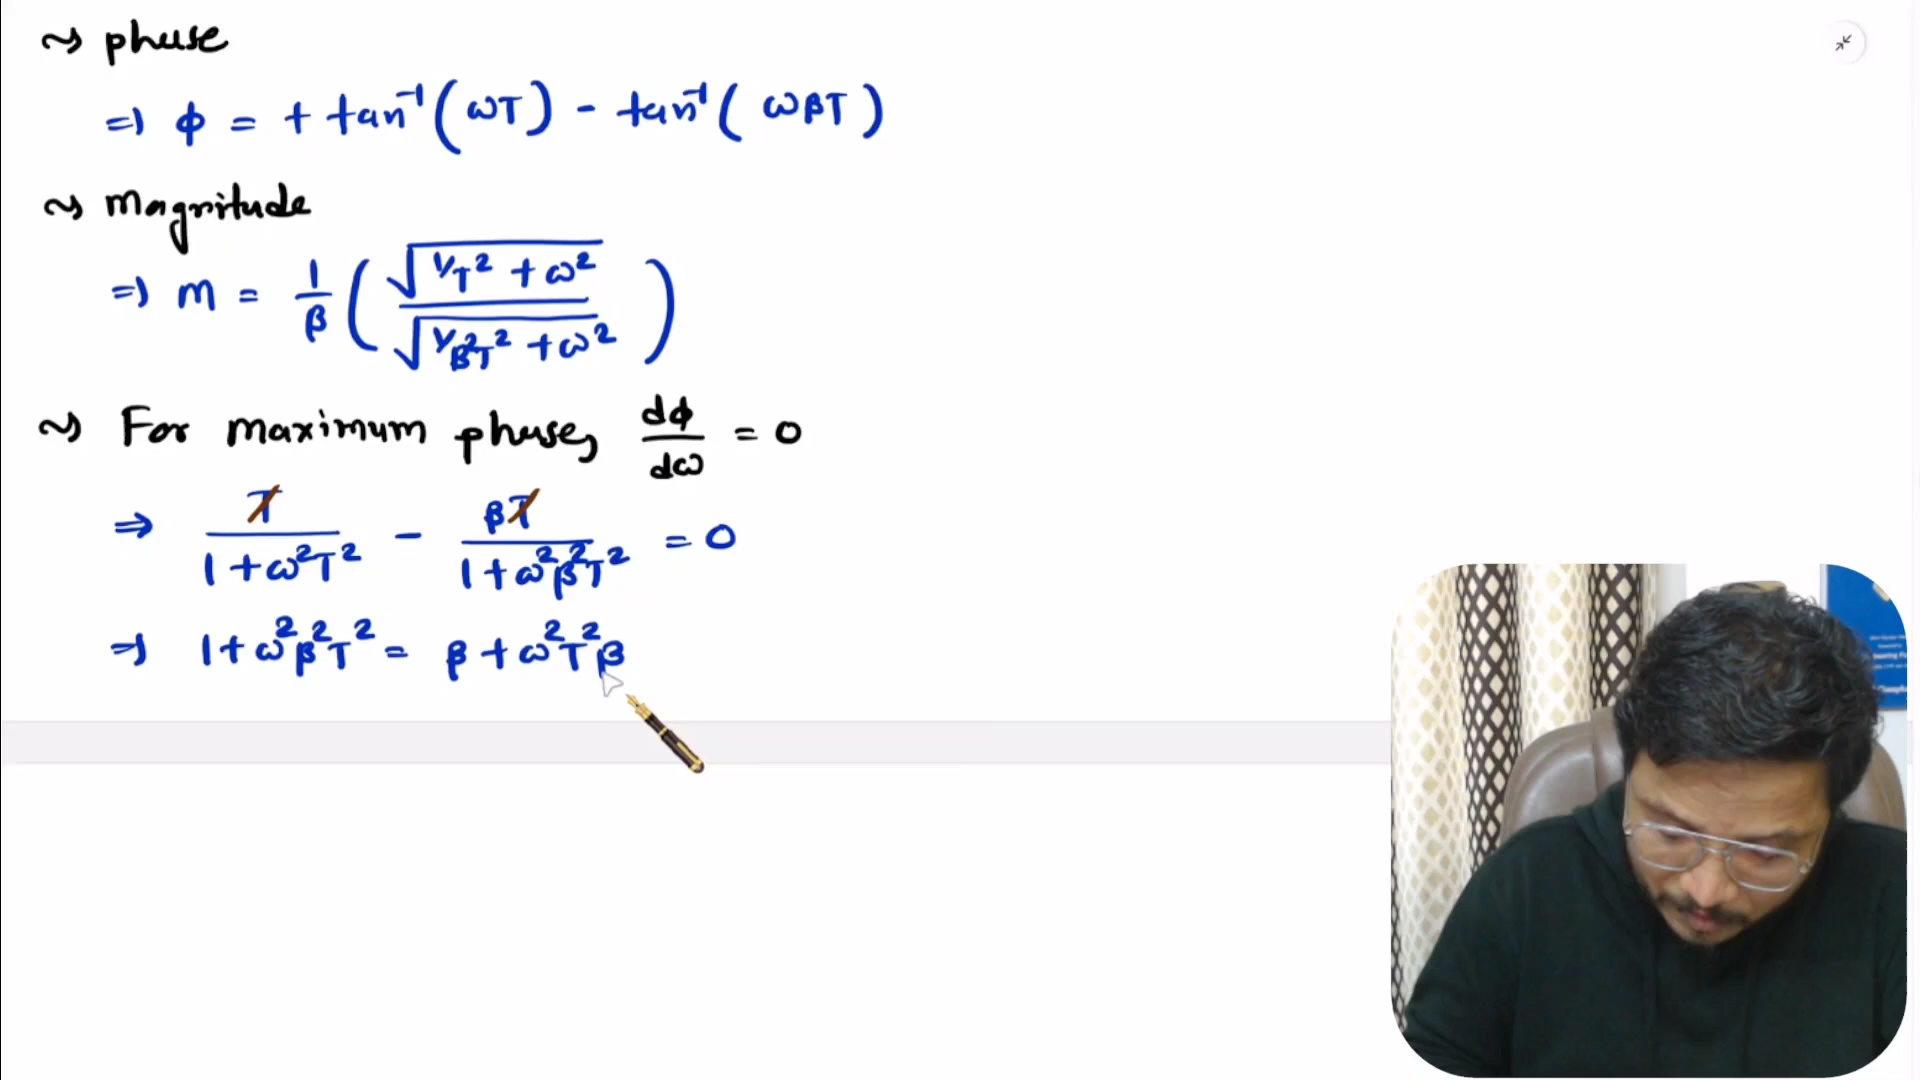 ~> phase
=) φ = + tan⁻¹(ωT) - tan⁻¹(ωβT)
~> Magnitude
=) M = 1/β ( √(1/T² + ω²) / √(1/β²T² + ω²) )
~> For maximum phase, dφ/dω = 0
⇒ T/(1+ω²T²) - βT/(1+ω²β²T²) = 0
=) 1+ω²β²T² = β+ω²T²β